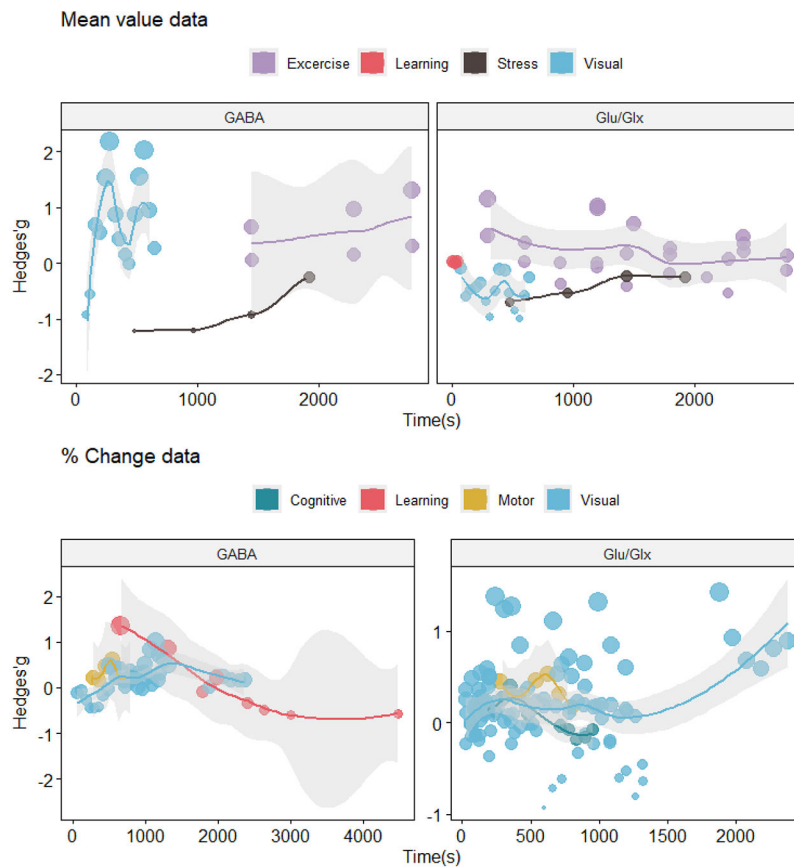 Mean value data
Excercise Learning Stress Visual
GABA Glu/Glx
2
1
0
-1
-2
Hedges'g
0 1000 2000 0 1000 2000
Time(s)
% Change data
Cognitive Learning Motor Visual
GABA Glu/Glx
2
1
0
-1
-2
Hedges'g
1
0
-1
0 1000 2000 3000 4000 0 500 1000 1500 2000
Time(s) Time(s)